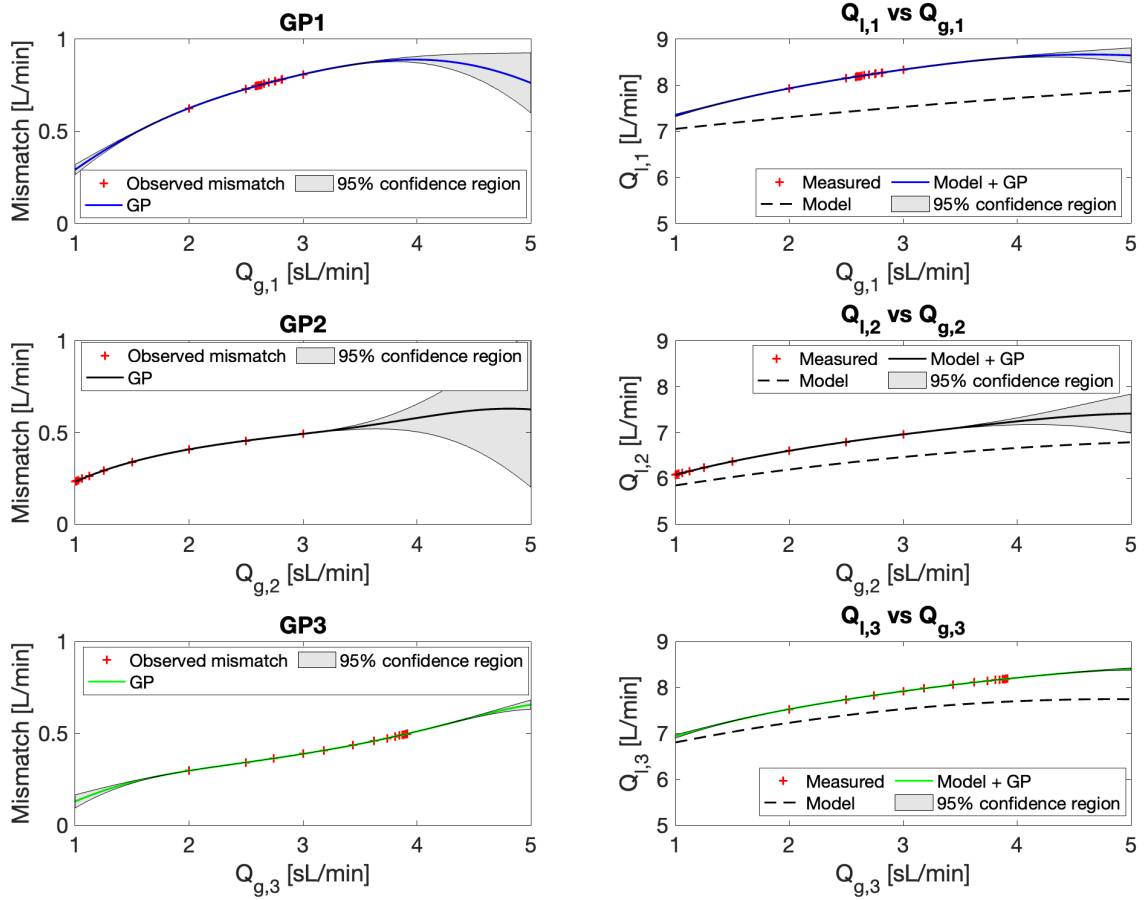 GP1
Mismatch [L/min]
1
0.5
0
Observed mismatch
95% confidence region
GP
1 2 3 4 5
Q_g,1 [sL/min]
Q_l,1 vs Q_g,1
Q_l,1 [L/min]
9
8
7
6
5
Measured
Model + GP
Model
95% confidence region
1 2 3 4 5
Q_g,1 [sL/min]
GP2
Mismatch [L/min]
1
0.5
0
Observed mismatch
95% confidence region
GP
1 2 3 4 5
Q_g,2 [sL/min]
Q_l,2 vs Q_g,2
Q_l,2 [L/min]
9
8
7
6
5
Measured
Model + GP
Model
95% confidence region
1 2 3 4 5
Q_g,2 [sL/min]
GP3
Mismatch [L/min]
1
0.5
0
Observed mismatch
95% confidence region
GP
1 2 3 4 5
Q_g,3 [sL/min]
Q_l,3 vs Q_g,3
Q_l,3 [L/min]
9
8
7
6
5
Measured
Model + GP
Model
95% confidence region
1 2 3 4 5
Q_g,3 [sL/min]